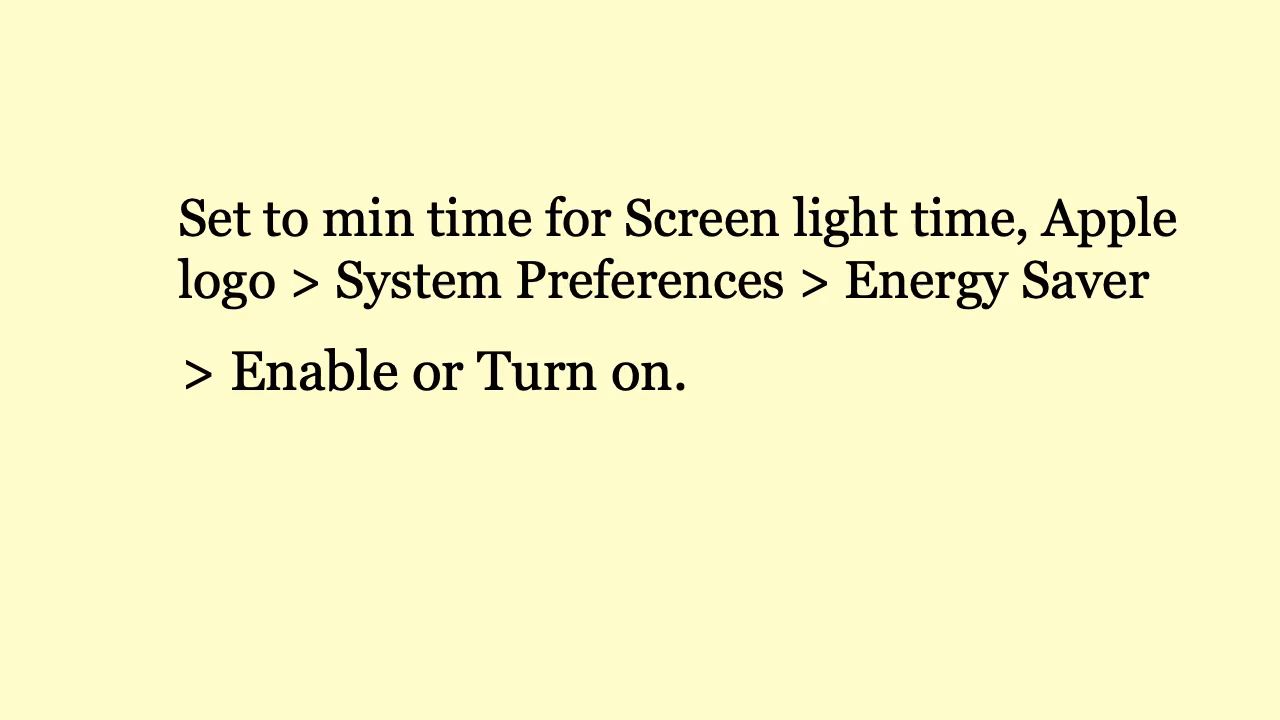 Set to min time for Screen light time, Apple
logo > System Preferences > Energy Saver
> Enable or Turn on.